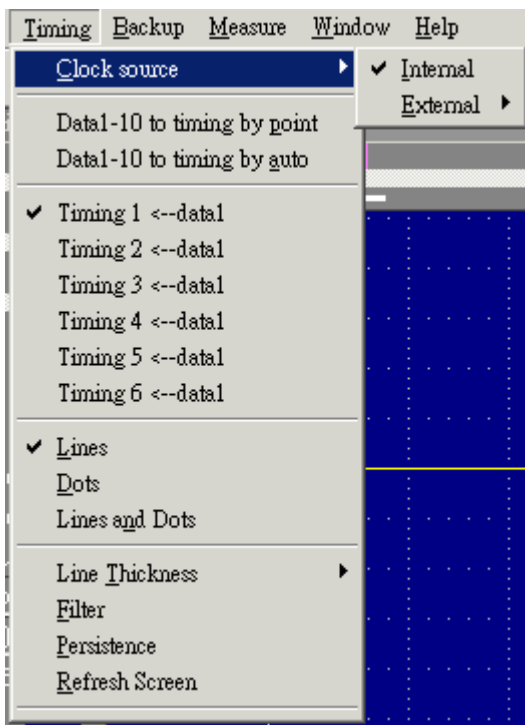 Timing Backup Measure Window Help
Clock source
Internal
External
Data1-10 to timing by point
Data1-10 to timing by auto
Timing 1 <--data1
Timing 2 <--data1
Timing 3 <--data1
Timing 4 <--data1
Timing 5 <--data1
Timing 6 <--data1
Lines
Dots
Lines and Dots
Line Thickness
Filter
Persistence
Refresh Screen